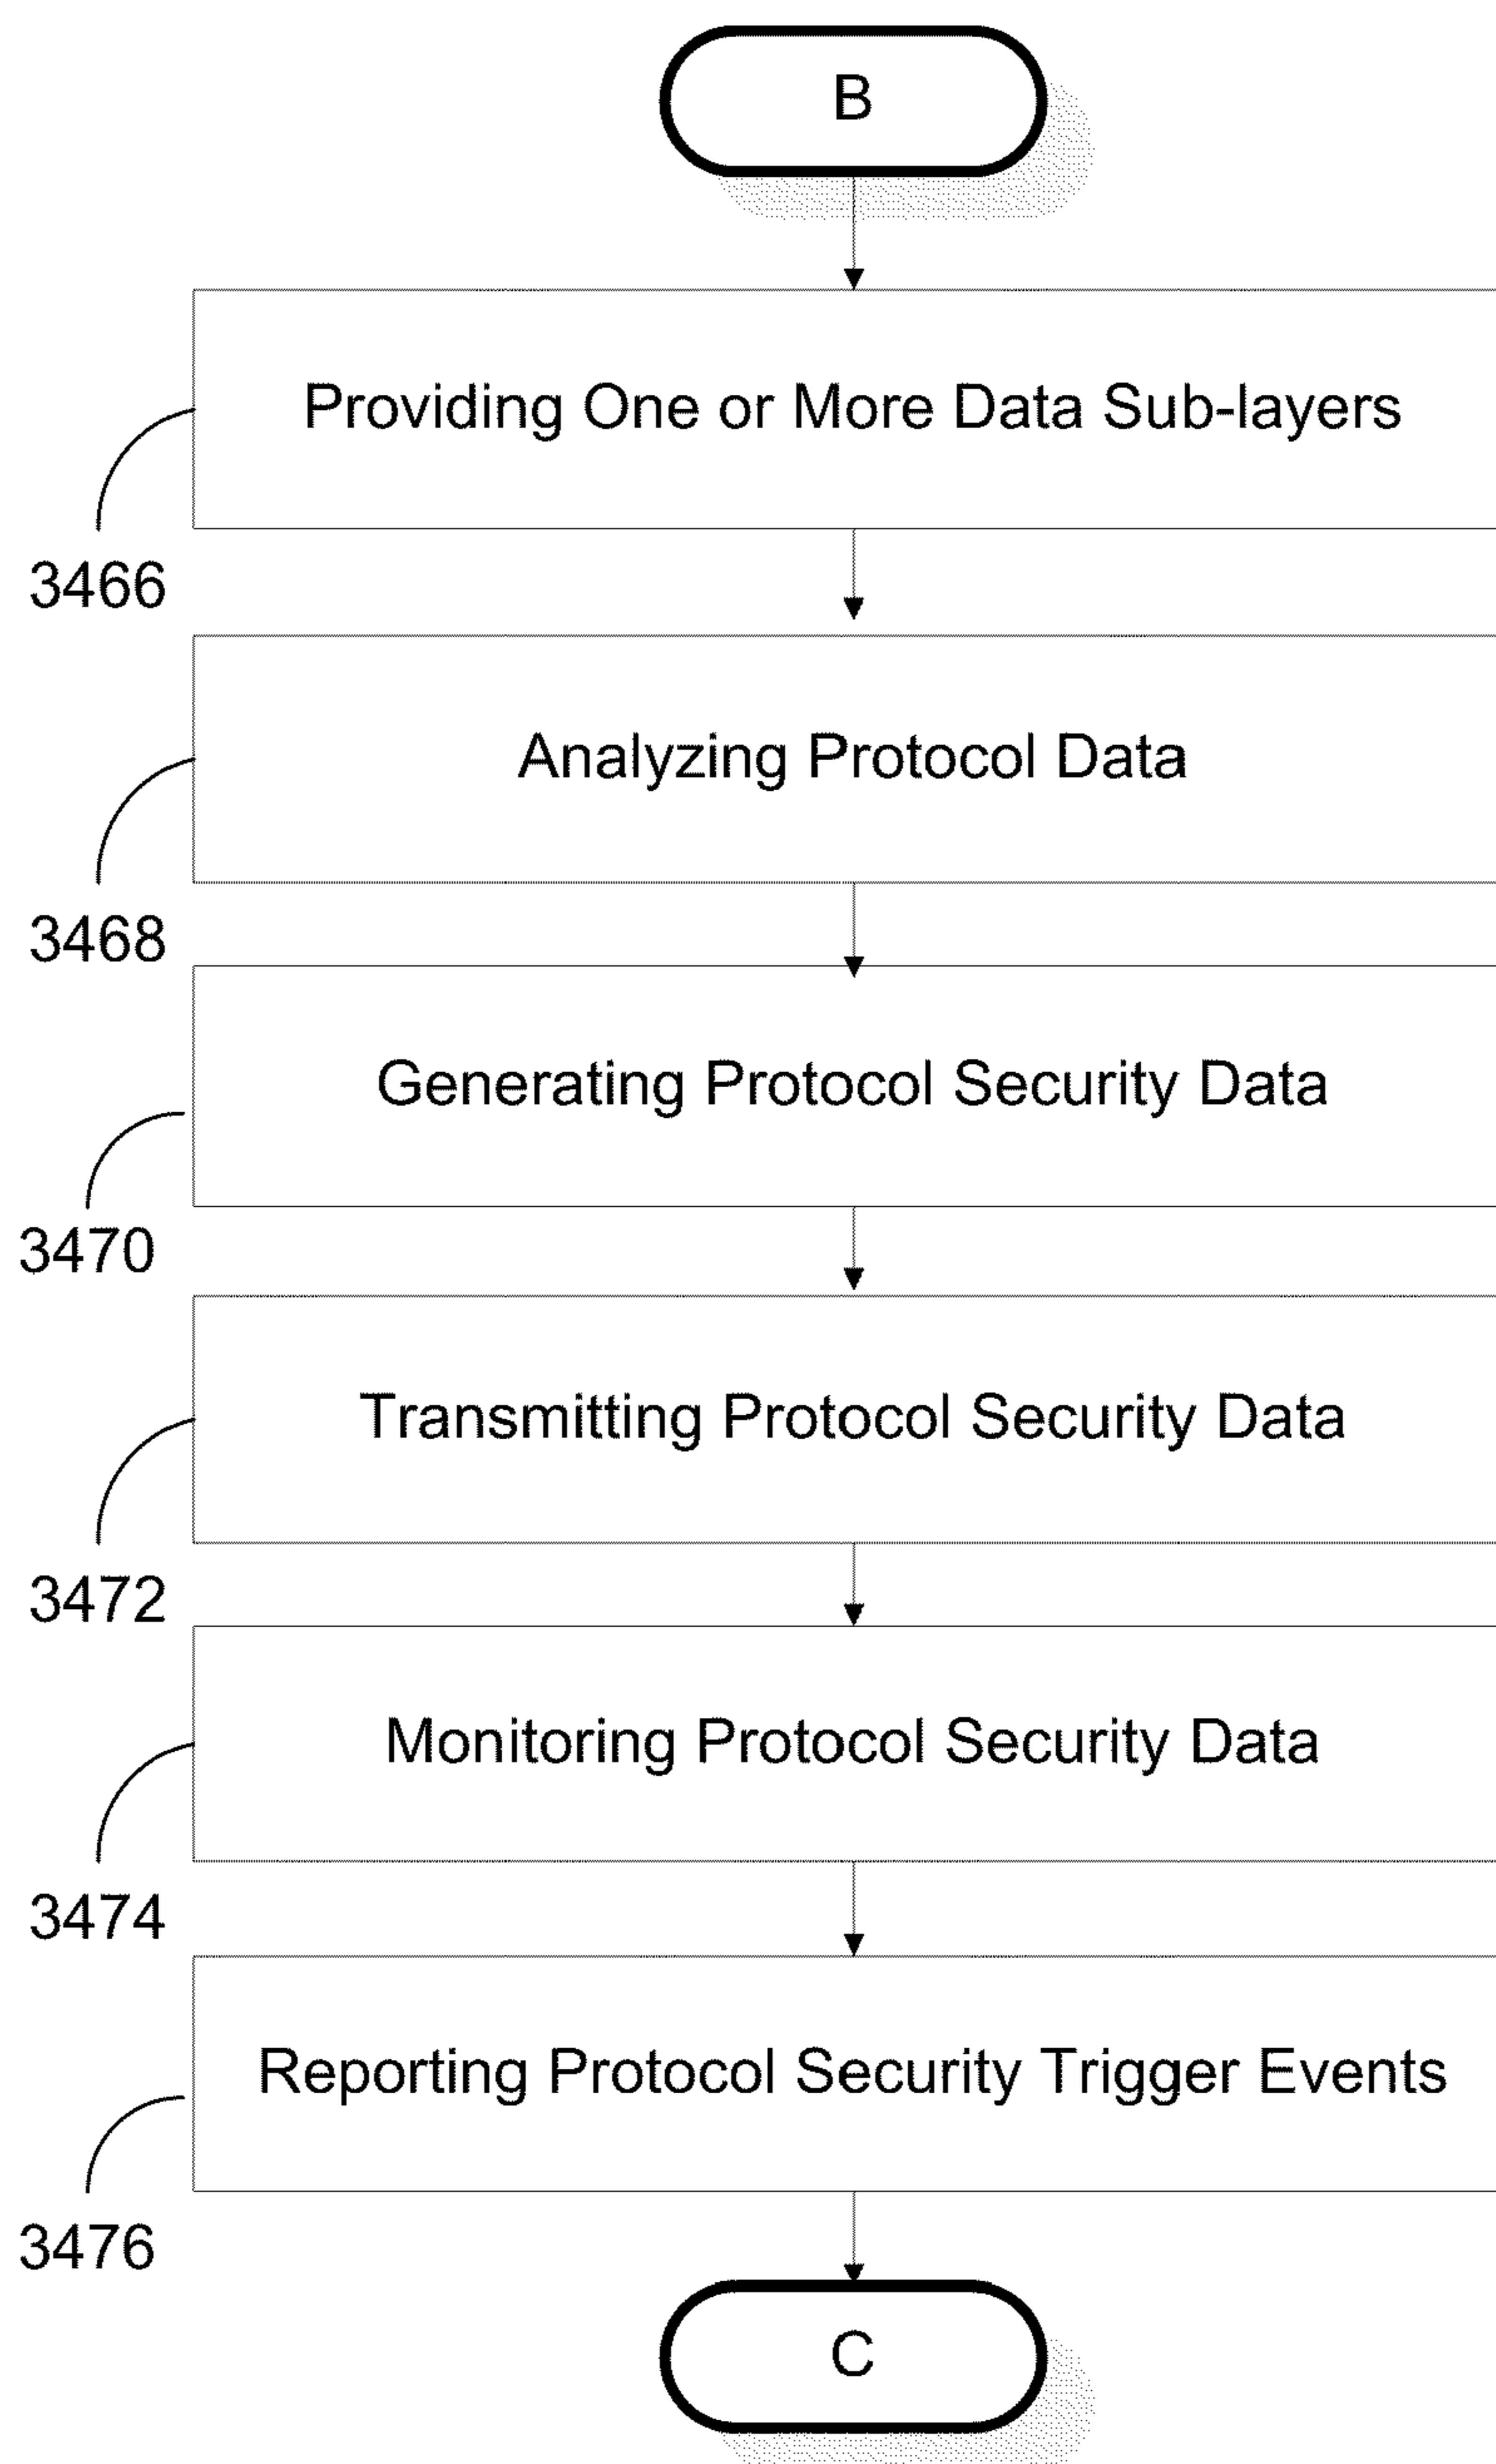 B
Providing One or More Data Sub-layers
3466
Analyzing Protocol Data
3468
Generating Protocol Security Data
3470
Transmitting Protocol Security Data
3472
Monitoring Protocol Security Data
3474
Reporting Protocol Security Trigger Events
3476
C